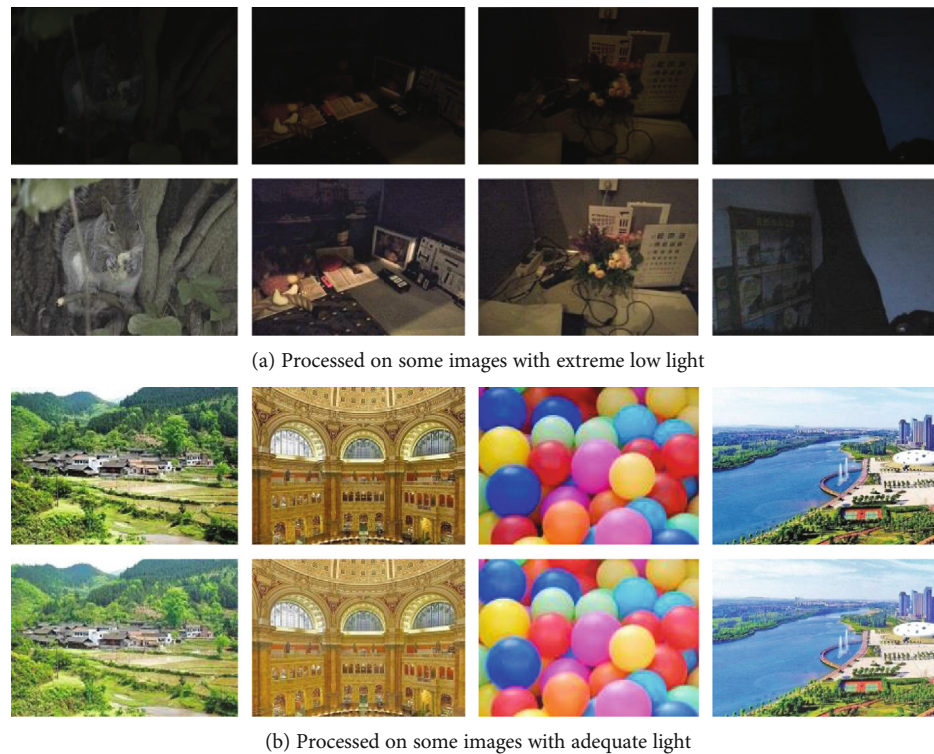 (a) Processed on some images with extreme low light
(b) Processed on some images with adequate light